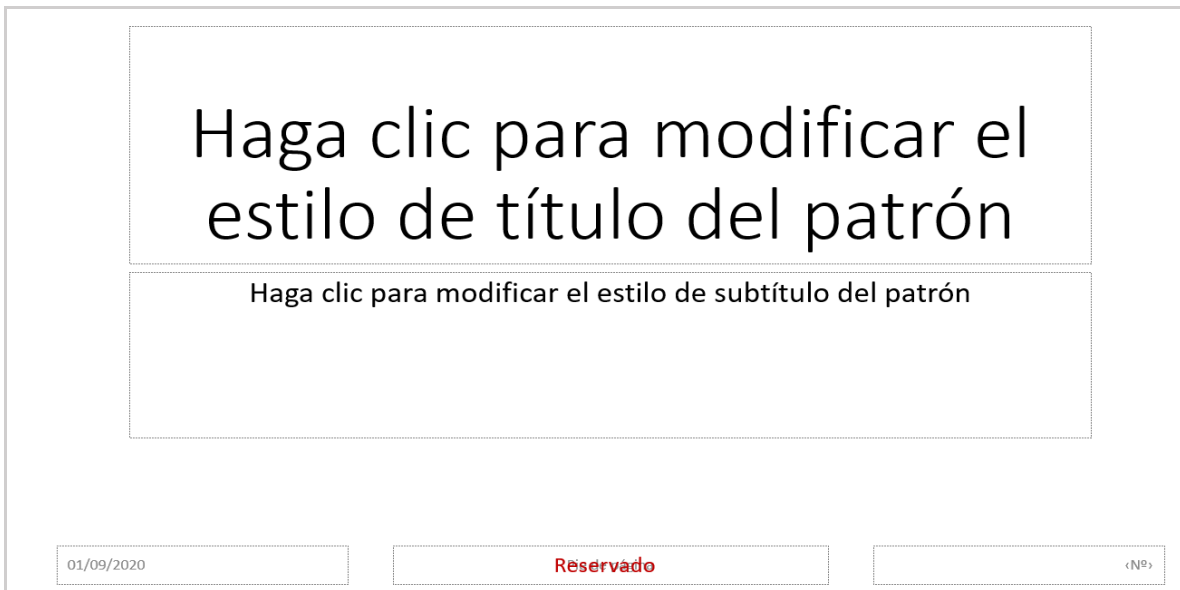 Haga clic para modificar el
estilo de título del patrón
Haga clic para modificar el estilo de subtítulo del patrón
01/09/2020
Reservado
‹Nº›